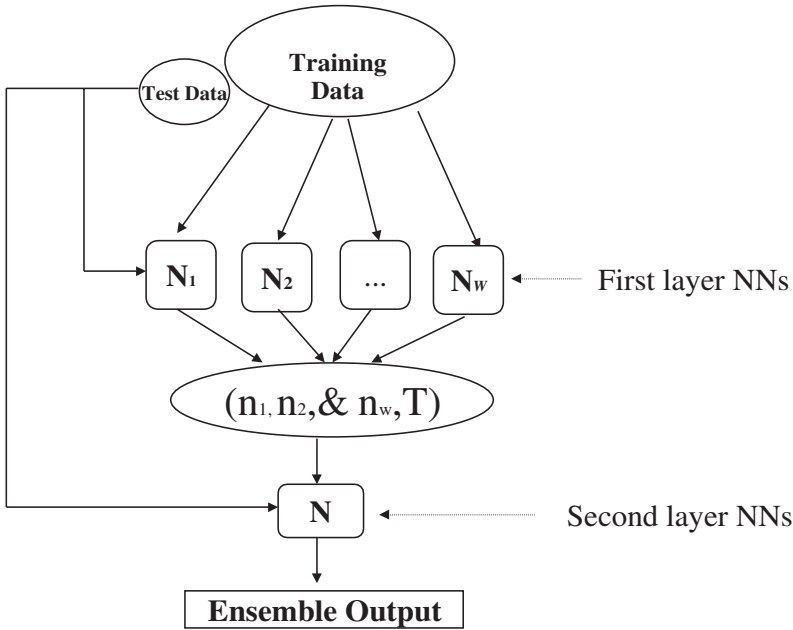 Training
Data
Test Data
N1
N2
...
NW
First layer NNs
(n1, n2,& nw,T)
N
Second layer NNs
Ensemble Output